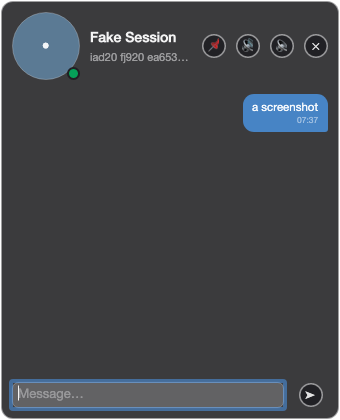 Fake Session
iad20 fj920 ea653…
a screenshot
07:37
Message…